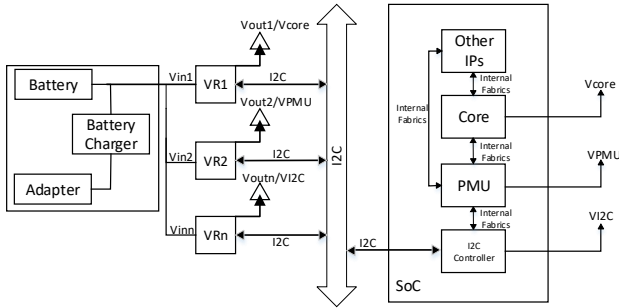 Battery
Battery
Charger
Adapter
Vin1
Vin2
Vinn
Vout1/Vcore
VR1
I2C
Vout2/VPMU
VR2
I2C
Voutn/VI2C
VRn
I2C
I2C
I2C
Other
IPs
Internal
Fabrics
Internal
Fabrics
Core
Internal
Fabrics
PMU
Internal
Fabrics
I2C
Controller
SoC
Vcore
VPMU
VI2C